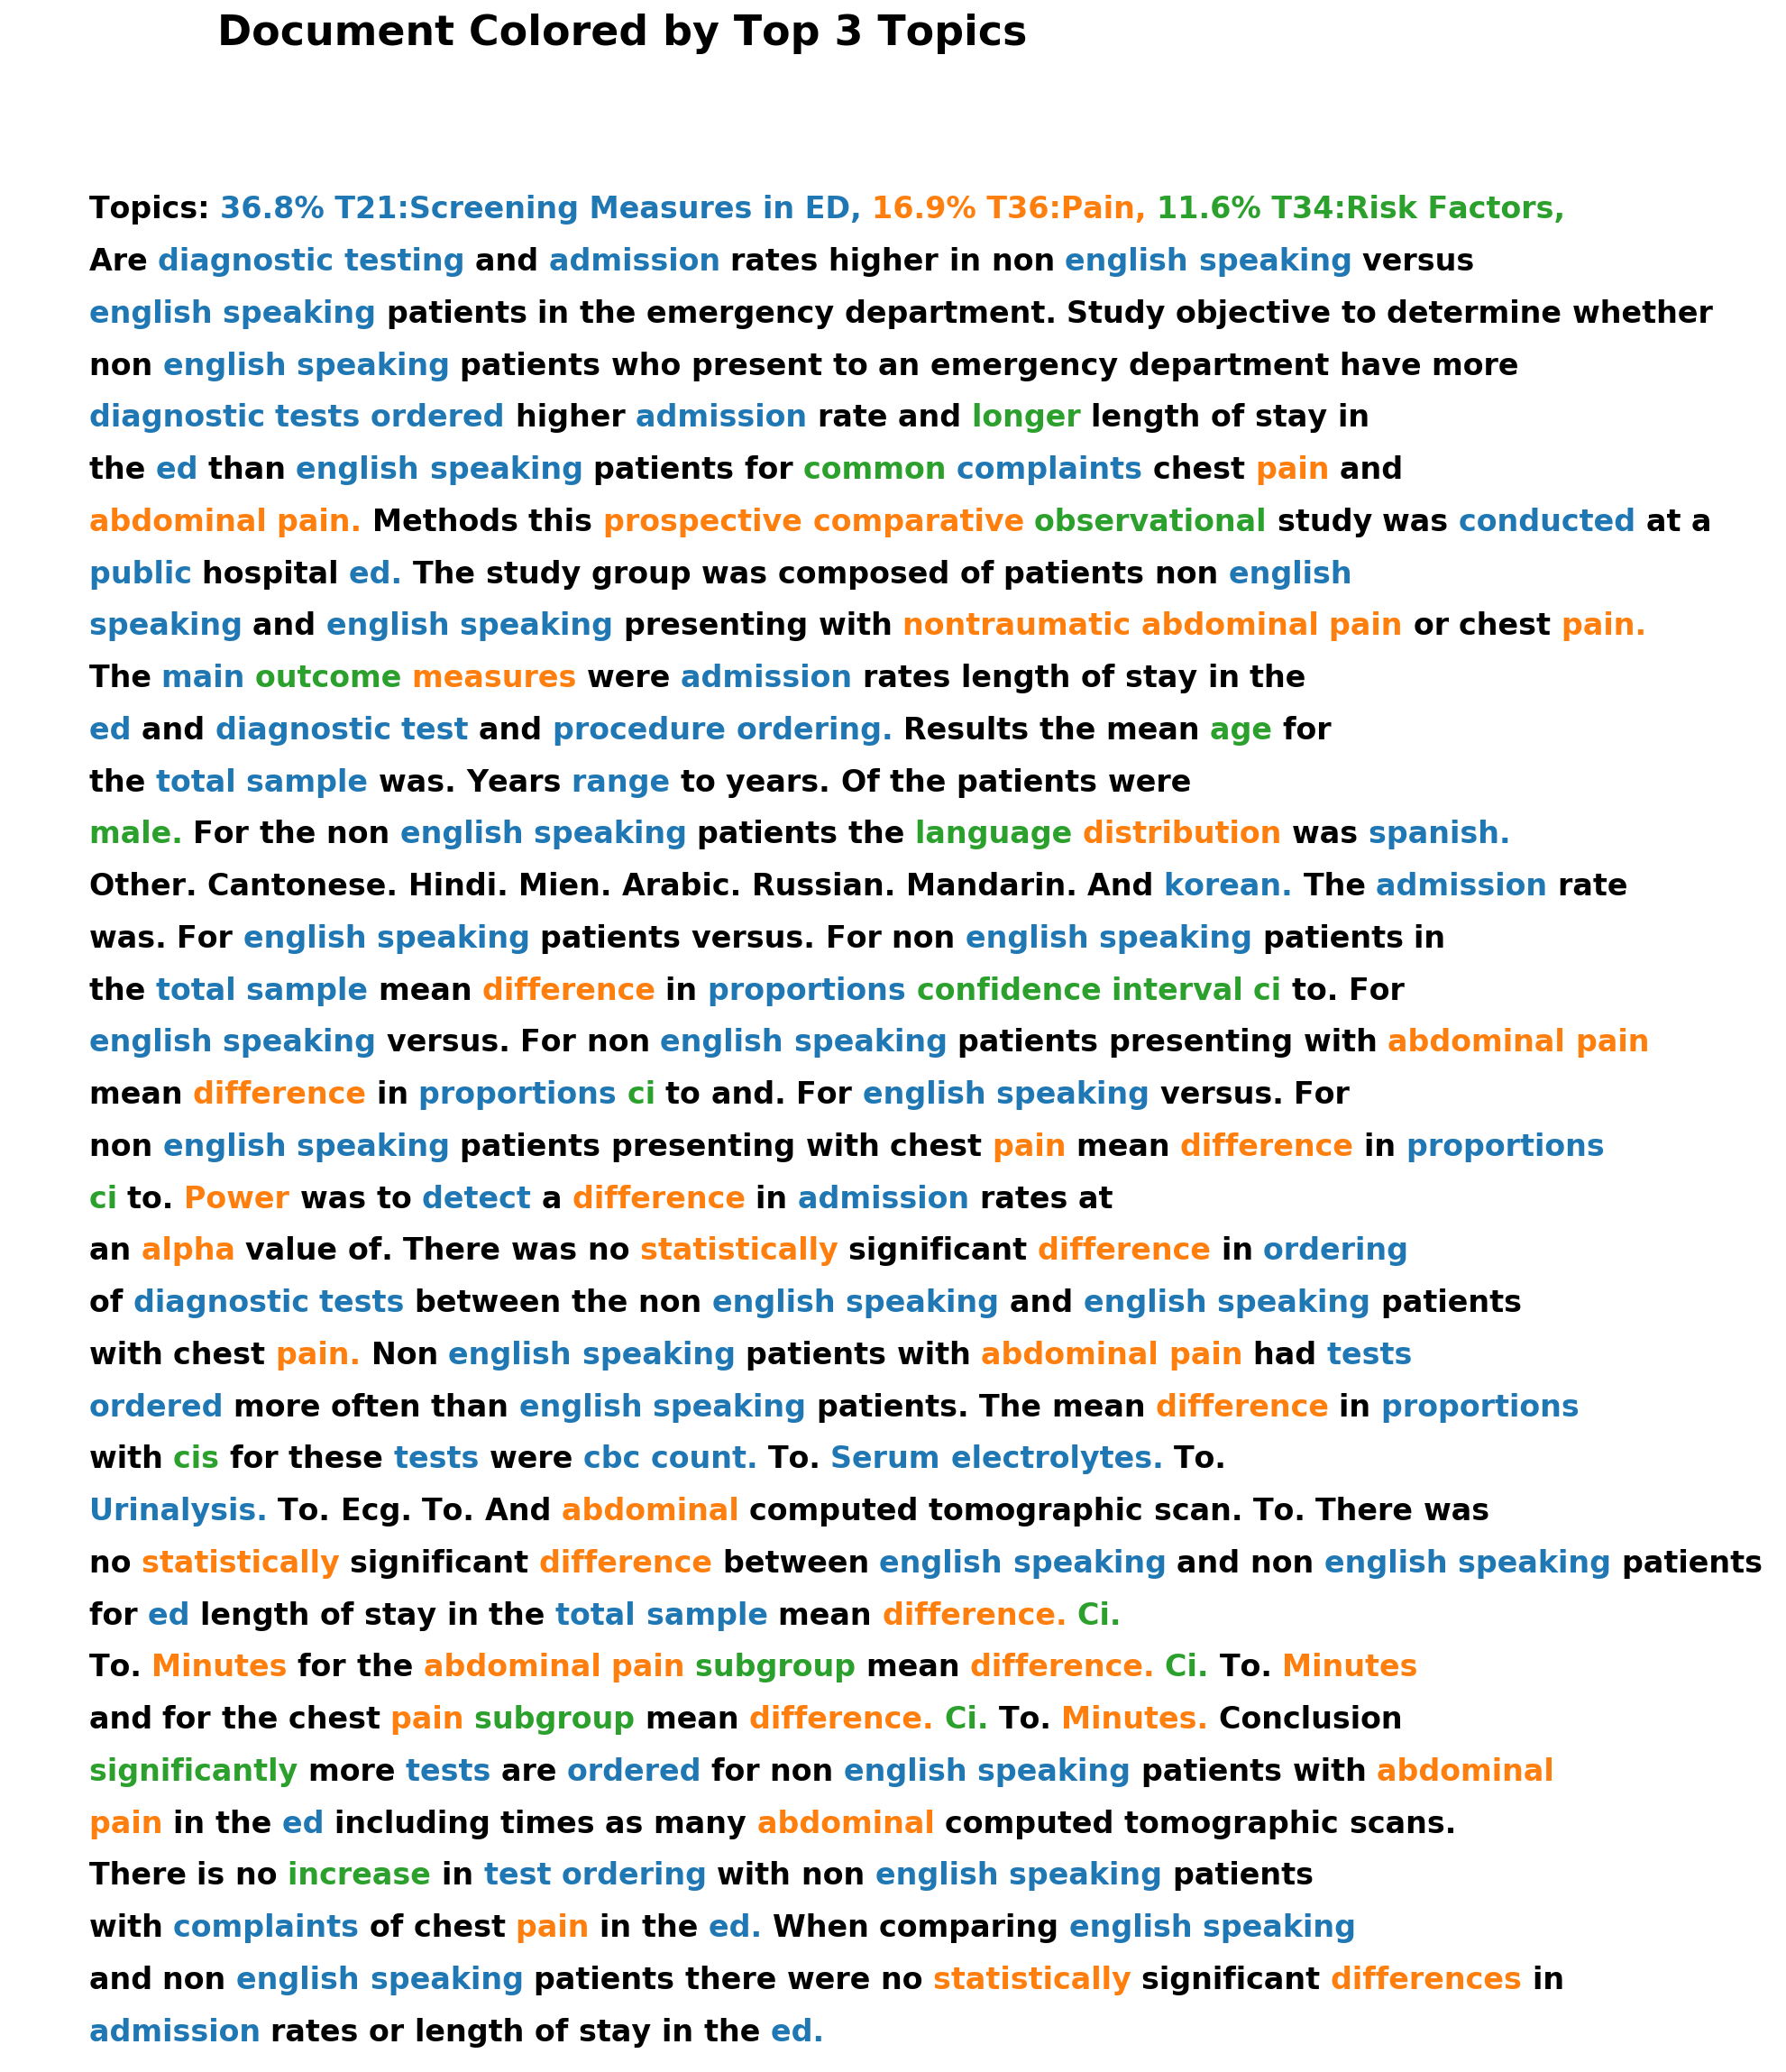 Document Colored by Top 3 Topics
Topics: 36.8% T21:Screening Measures in ED, 16.9% T36:Pain, 11.6% T34:Risk Factors,
Are diagnostic testing and admission rates higher in non english speaking versus
english speaking patients in the emergency department. Study objective to determine whether
non english speaking patients who present to an emergency department have more
diagnostic tests ordered higher admission rate and longer length of stay in
the ed than english speaking patients for common complaints chest pain and
abdominal pain. Methods this prospective comparative observational study was conducted at a
public hospital ed. The study group was composed of patients non english
speaking and english speaking presenting with nontraumatic abdominal pain or chest pain.
The main outcome measures were admission rates length of stay in the
ed and diagnostic test and procedure ordering. Results the mean age for
the total sample was. Years range to years. Of the patients were
male. For the non english speaking patients the language distribution was spanish.
Other. Cantonese. Hindi. Mien. Arabic. Russian. Mandarin. And korean. The admission rate
was. For english speaking patients versus. For non english speaking patients in
the total sample mean difference in proportions confidence interval ci to. For
english speaking versus. For non english speaking patients presenting with abdominal pain
mean difference in proportions ci to and. For english speaking versus. For
non english speaking patients presenting with chest pain mean difference in proportions
ci to. Power was to detect a difference in admission rates at
an alpha value of. There was no statistically significant difference in ordering
of diagnostic tests between the non english speaking and english speaking patients
with chest pain. Non english speaking patients with abdominal pain had tests
ordered more often than english speaking patients. The mean difference in proportions
with cis for these tests were cbc count. To. Serum electrolytes. To.
Urinalysis. To. Ecg. To. And abdominal computed tomographic scan. To. There was
no statistically significant difference between english speaking and non english speaking patients
for ed length of stay in the total sample mean difference. Ci.
To. Minutes for the abdominal pain subgroup mean difference. Ci. To. Minutes
and for the chest pain subgroup mean difference. Ci. To. Minutes. Conclusion
significantly more tests are ordered for non english speaking patients with abdominal
pain in the ed including times as many abdominal computed tomographic scans.
There is no increase in test ordering with non english speaking patients
with complaints of chest pain in the ed. When comparing english speaking
and non english speaking patients there were no statistically significant differences in
admission rates or length of stay in the ed.